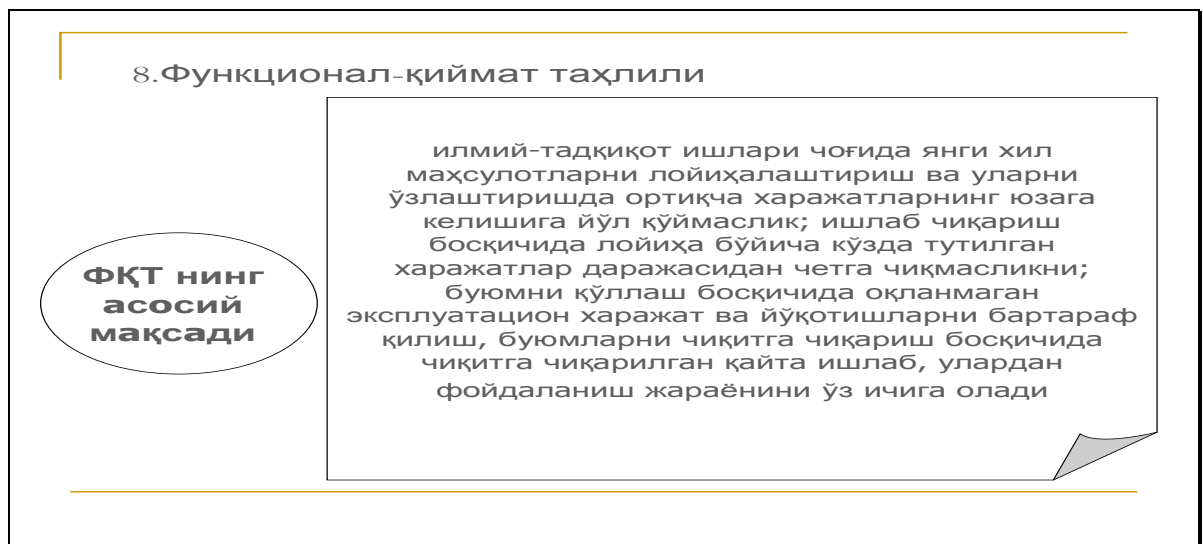 8.Функционал-қиймат таҳлили
ФҚТ нинг
асосий
мақсади
илмий-тадқиқот ишлари чоғида янги хил
маҳсулотларни лойиҳалаштириш ва уларни
ўзлаштиришда ортиқча харажатларнинг юзага
келишига йўл қўймаслик; ишлаб чиқариш
босқичида лойиҳа бўйича кўзда тутилган
харажатлар даражасидан четга чиқмасликни;
буюмни қўллаш босқичида оқланмаган
эксплуатацион харажат ва йўқотишларни бартараф
қилиш, буюмларни чиқитга чиқариш босқичида
чиқитга чиқарилган қайта ишлаб, улардан
фойдаланиш жараёнини ўз ичига олади